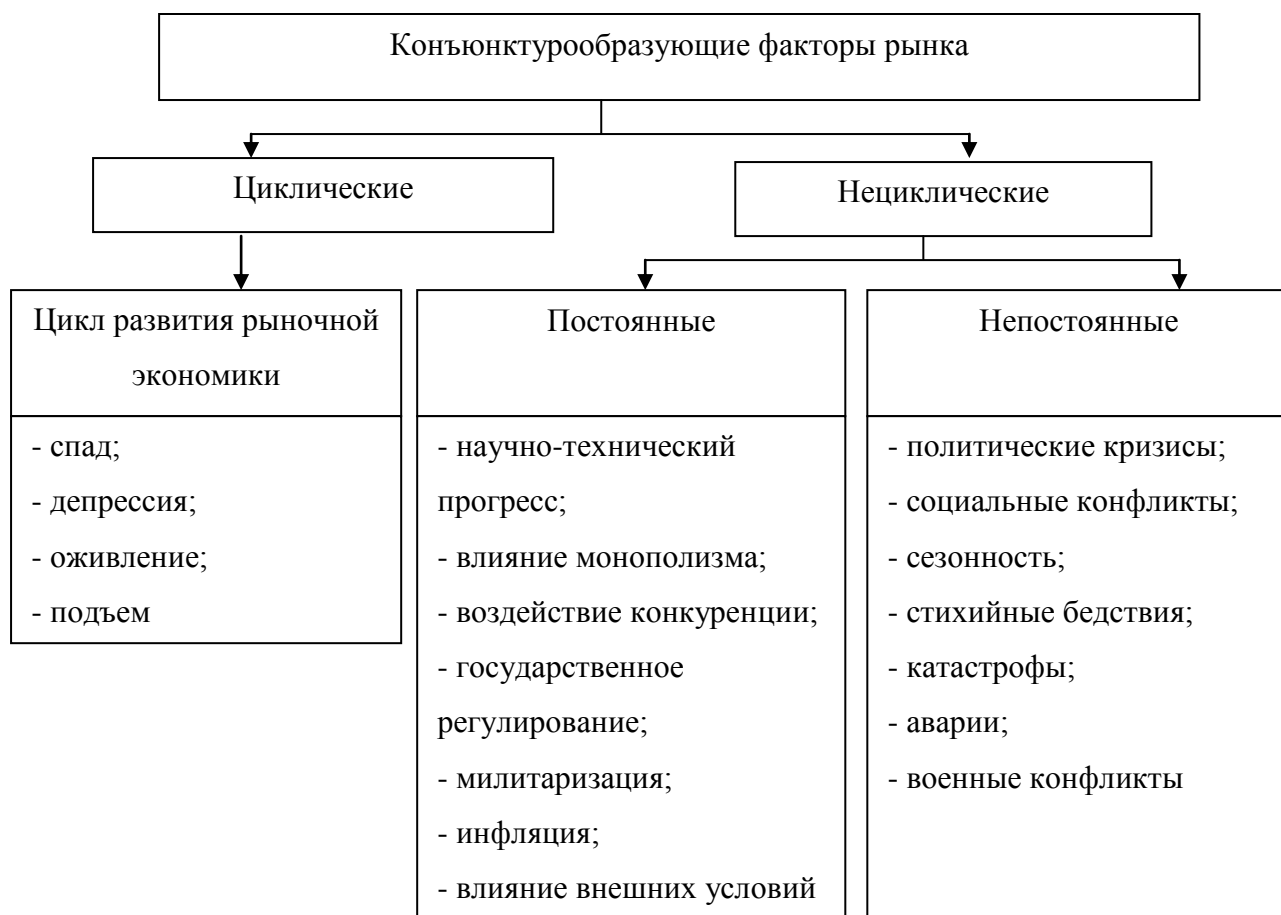 Конъюнктурообразующие факторы рынка
Циклические
Нециклические
Цикл развития рыночной
экономики
- спад;
- депрессия;
- оживление;
- подъем
Постоянные
- научно-технический
прогресс;
- влияние монополизма;
- воздействие конкуренции;
- государственное
регулирование;
- милитаризация;
- инфляция;
- влияние внешних условий
Непостоянные
- политические кризисы;
- социальные конфликты;
- сезонность;
- стихийные бедствия;
- катастрофы;
- аварии;
- военные конфликты